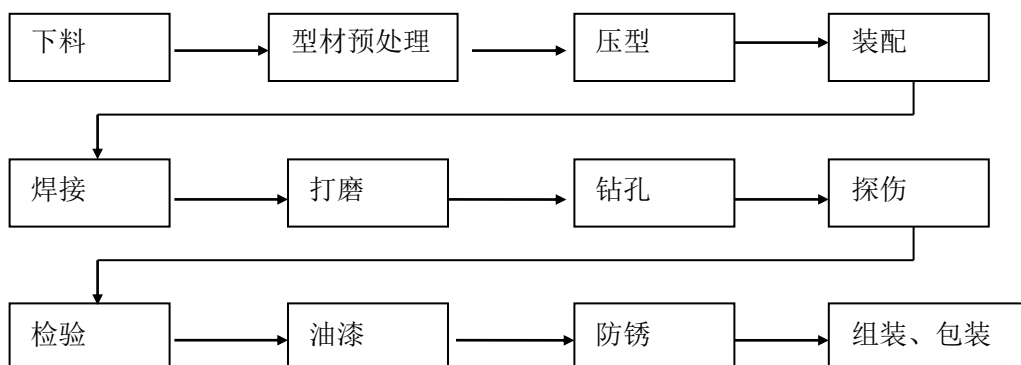 下料 型材预处理 压型 装配
焊接 打磨 钻孔 探伤
检验 油漆 防锈 组装、包装